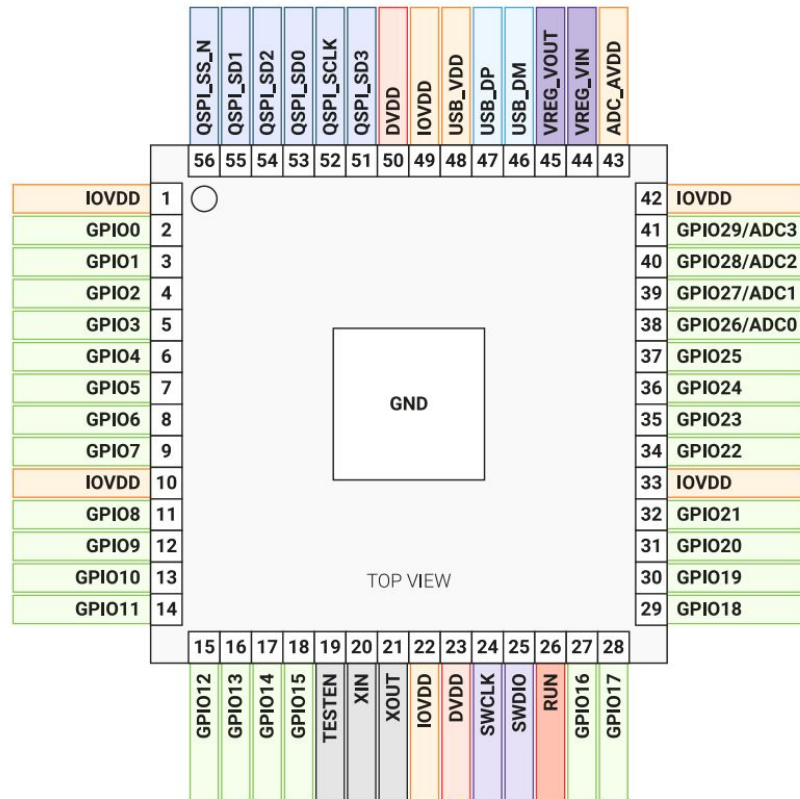 QSPI_SS_N
QSPI_SD1
QSPI_SD2
QSPI_SD0
QSPI_SCLK
QSPI_SD3
DVDD
IOVDD
USB_VDD
USB_DP
USB_DM
VREG_VOUT
VREG_VIN
ADC_AVDD
56 55 54 53 52 51 50 49 48 47 46 45 44 43
IOVDD 1
GPIO0 2
GPIO1 3
GPIO2 4
GPIO3 5
GPIO4 6
GPIO5 7
GPIO6 8
GPIO7 9
IOVDD 10
GPIO8 11
GPIO9 12
GPIO10 13
GPIO11 14
GND
TOP VIEW
42 IOVDD
41 GPIO29/ADC3
40 GPIO28/ADC2
39 GPIO27/ADC1
38 GPIO26/ADC0
37 GPIO25
36 GPIO24
35 GPIO23
34 GPIO22
33 IOVDD
32 GPIO21
31 GPIO20
30 GPIO19
29 GPIO18
15 16 17 18 19 20 21 22 23 24 25 26 27 28
GPIO12
GPIO13
GPIO14
GPIO15
TESTEN
XIN
XOUT
IOVDD
DVDD
SWCLK
SWDIO
RUN
GPIO16
GPIO17